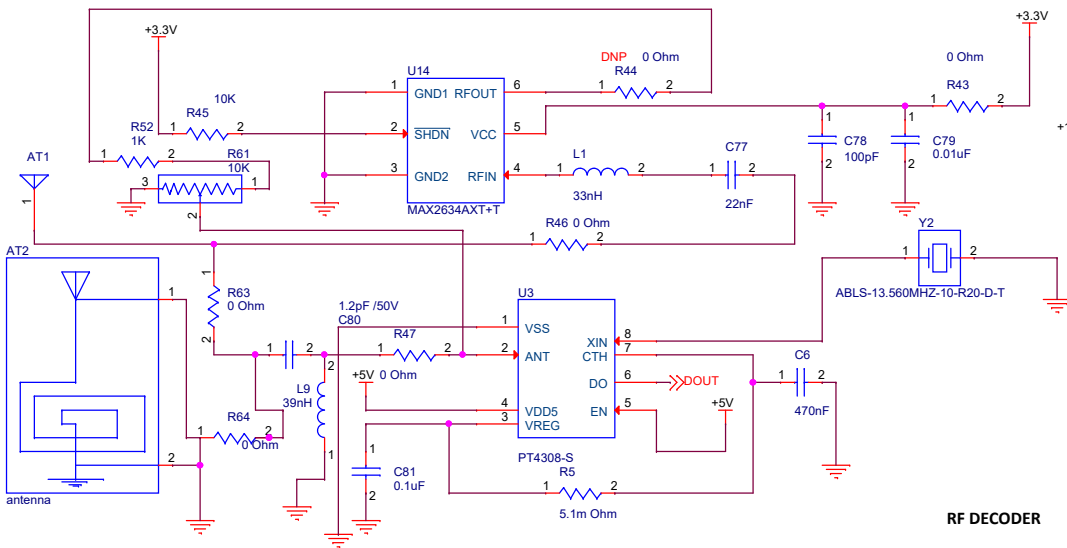 +3.3V
+3.3V
DNP 0 Ohm
0 Ohm
U14
R44
R43
1 GND1 RFOUT 6
1 2
1 2
10K
R45
R52
1K
1 2
2 SHDN VCC 5
1 C78 100pF 2
1 C79 0.01uF 2
+1
AT1
1 2
R61
10K
3 1
2
3 GND2 RFIN 4
L1
1 2
33nH
C77
1 2
22nF
MAX2634AXT+T
1
R46 0 Ohm
1 2
Y2
1 2
ABLS-13.560MHZ-10-R20-D-T
AT2
1
1
R63
0 Ohm
2
1.2pF /50V
C80
1 2
R47
1 2
0 Ohm
U3
1 VSS
XIN 8
2 ANT
CTH 7
C6
1 2
470nF
+5V
DO 6
DOUT
2
L9
39nH
1
4 VDD5
EN 5
+5V
3 VREG
R64
1 2
0 Ohm
PT4308-S
2
1
C81
0.1uF
2
R5
1 2
5.1m Ohm
antenna
RF DECODER